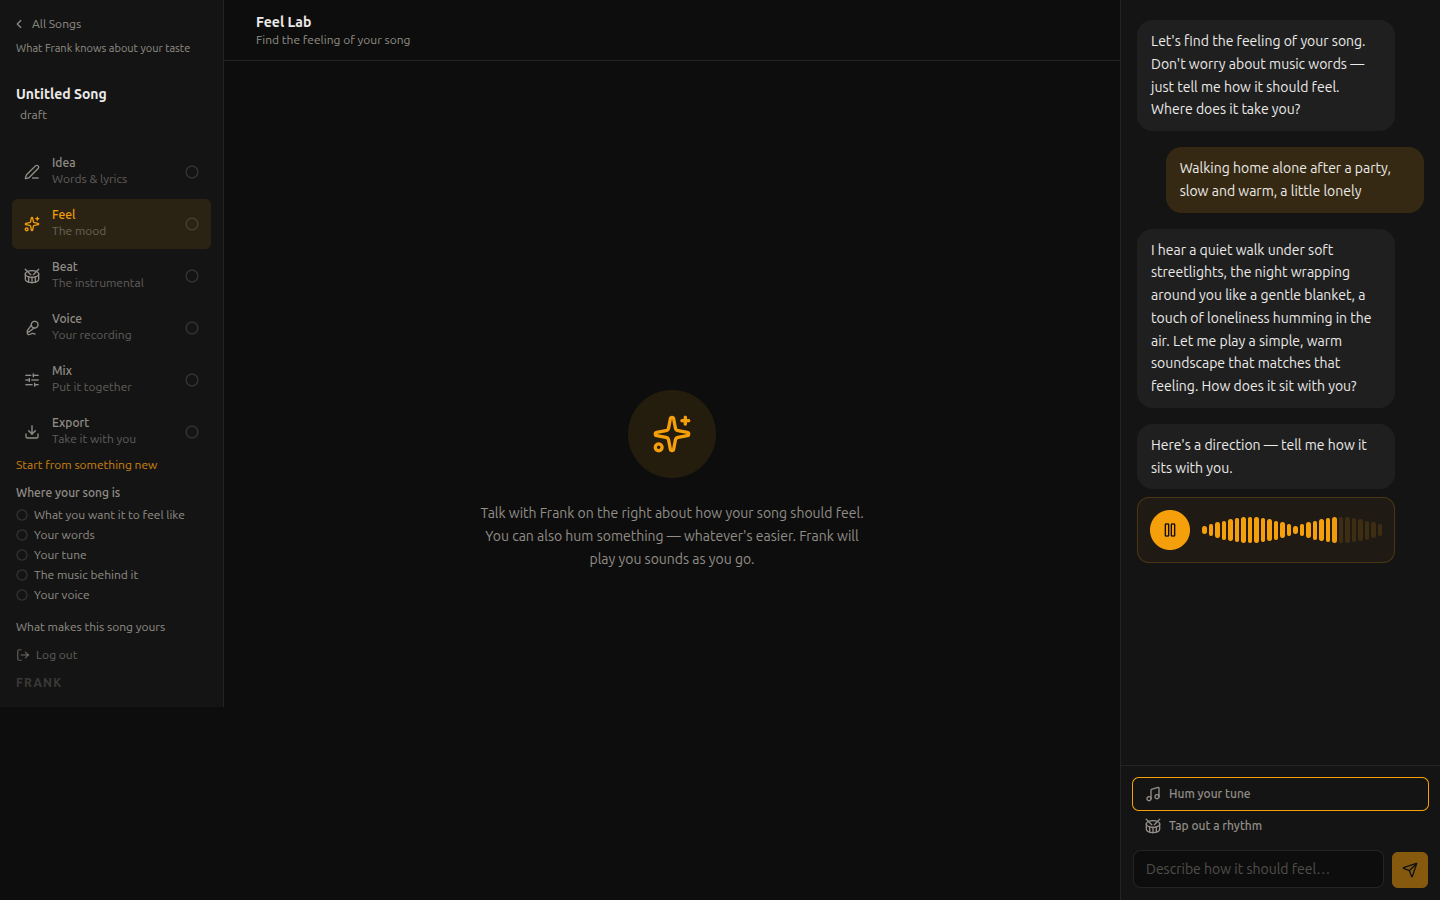 All Songs
What Frank knows about your taste
Untitled Song
draft
Idea
Words & lyrics
Feel
The mood
Beat
The instrumental
Voice
Your recording
Mix
Put it together
Export
Take it with you
Start from something new
Where your song is
What you want it to feel like
Your words
Your tune
The music behind it
Your voice
What makes this song yours
Log out
FRANK
Feel Lab
Find the feeling of your song
Talk with Frank on the right about how your song should feel.
You can also hum something — whatever's easier. Frank will
play you sounds as you go.
Let's find the feeling of your song.
Don't worry about music words —
just tell me how it should feel.
Where does it take you?
Walking home alone after a party,
slow and warm, a little lonely
I hear a quiet walk under soft
streetlights, the night wrapping
around you like a gentle blanket, a
touch of loneliness humming in the
air. Let me play a simple, warm
soundscape that matches that
feeling. How does it sit with you?
Here's a direction — tell me how it
sits with you.
Hum your tune
Tap out a rhythm
Describe how it should feel...